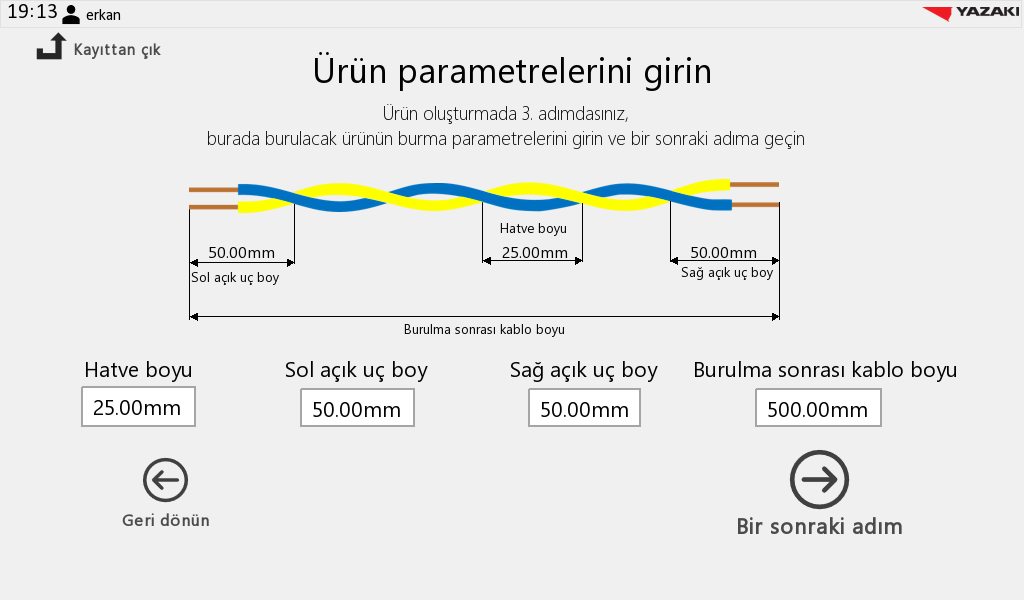 19:13 erkan
YAZAKI
Kayıttan çık
Ürün parametrelerini girin
Ürün oluşturmada 3. adımdasınız,
burada burulacak ürünün burma parametrelerini girin ve bir sonraki adıma geçin
Hatve boyu
50.00mm
25.00mm
50.00mm
Sol açık uç boy
Sağ açık uç boy
Burulma sonrası kablo boyu
Hatve boyu
Sol açık uç boy
Sağ açık uç boy
Burulma sonrası kablo boyu
25.00mm
50.00mm
50.00mm
500.00mm
Geri dönün
Bir sonraki adım